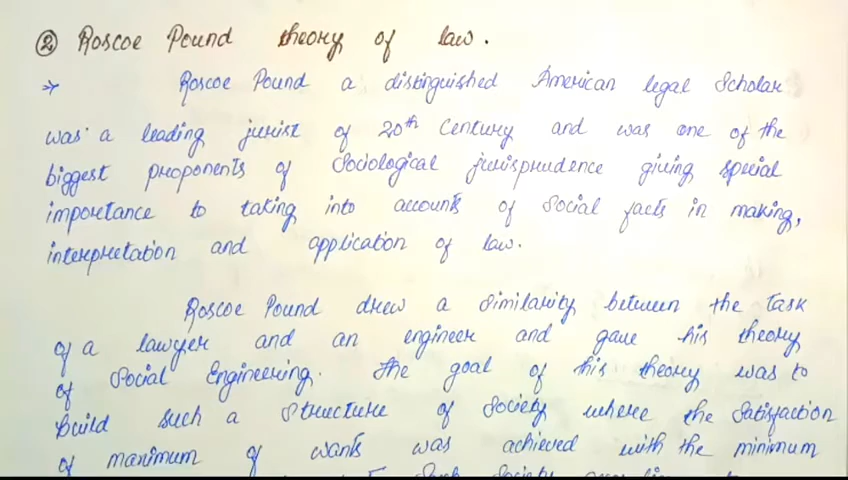 ② Roscoe Pound theory of law.
→ Roscoe Pound a distinguished American legal Scholar
was a leading jurist of 20th Century and was one of the
biggest proponents of Sociological jurisprudence giving special
importance to taking into accounts of Social facts in making,
interpretation and application of law.
Roscoe Pound drew a Similarity between the task
of a lawyer and an engineer and gave his theory
of Social Engineering. The goal of his theory was to
build such a Structure of Society where the Satisfaction
of maximum of wants was achieved with the minimum
Such Society